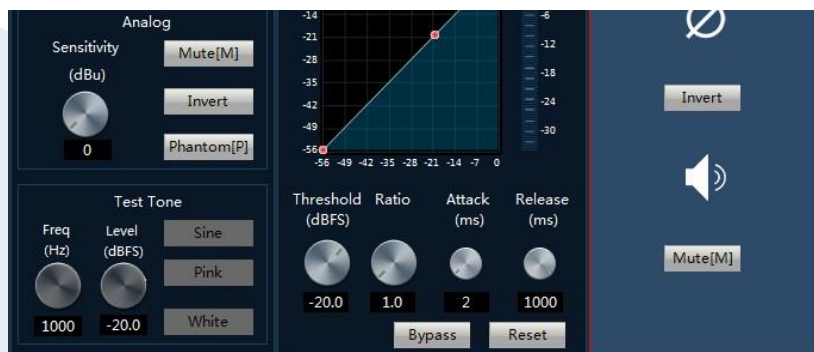 Analog
Sensitivity
(dBu)
0
Mute[M]
Invert
Phantom[P]
Test Tone
Freq
(Hz)
1000
Level
(dBFS)
-20.0
Sine
Pink
White
-14
-21
-28
-35
-42
-49
-56
-56 -49 -42 -35 -28 -21 -14 -7 0
-6
-12
-18
-24
-30
Threshold
(dBFS)
-20.0
Ratio
1.0
Attack
(ms)
2
Release
(ms)
1000
Bypass
Reset
Invert
Mute[M]